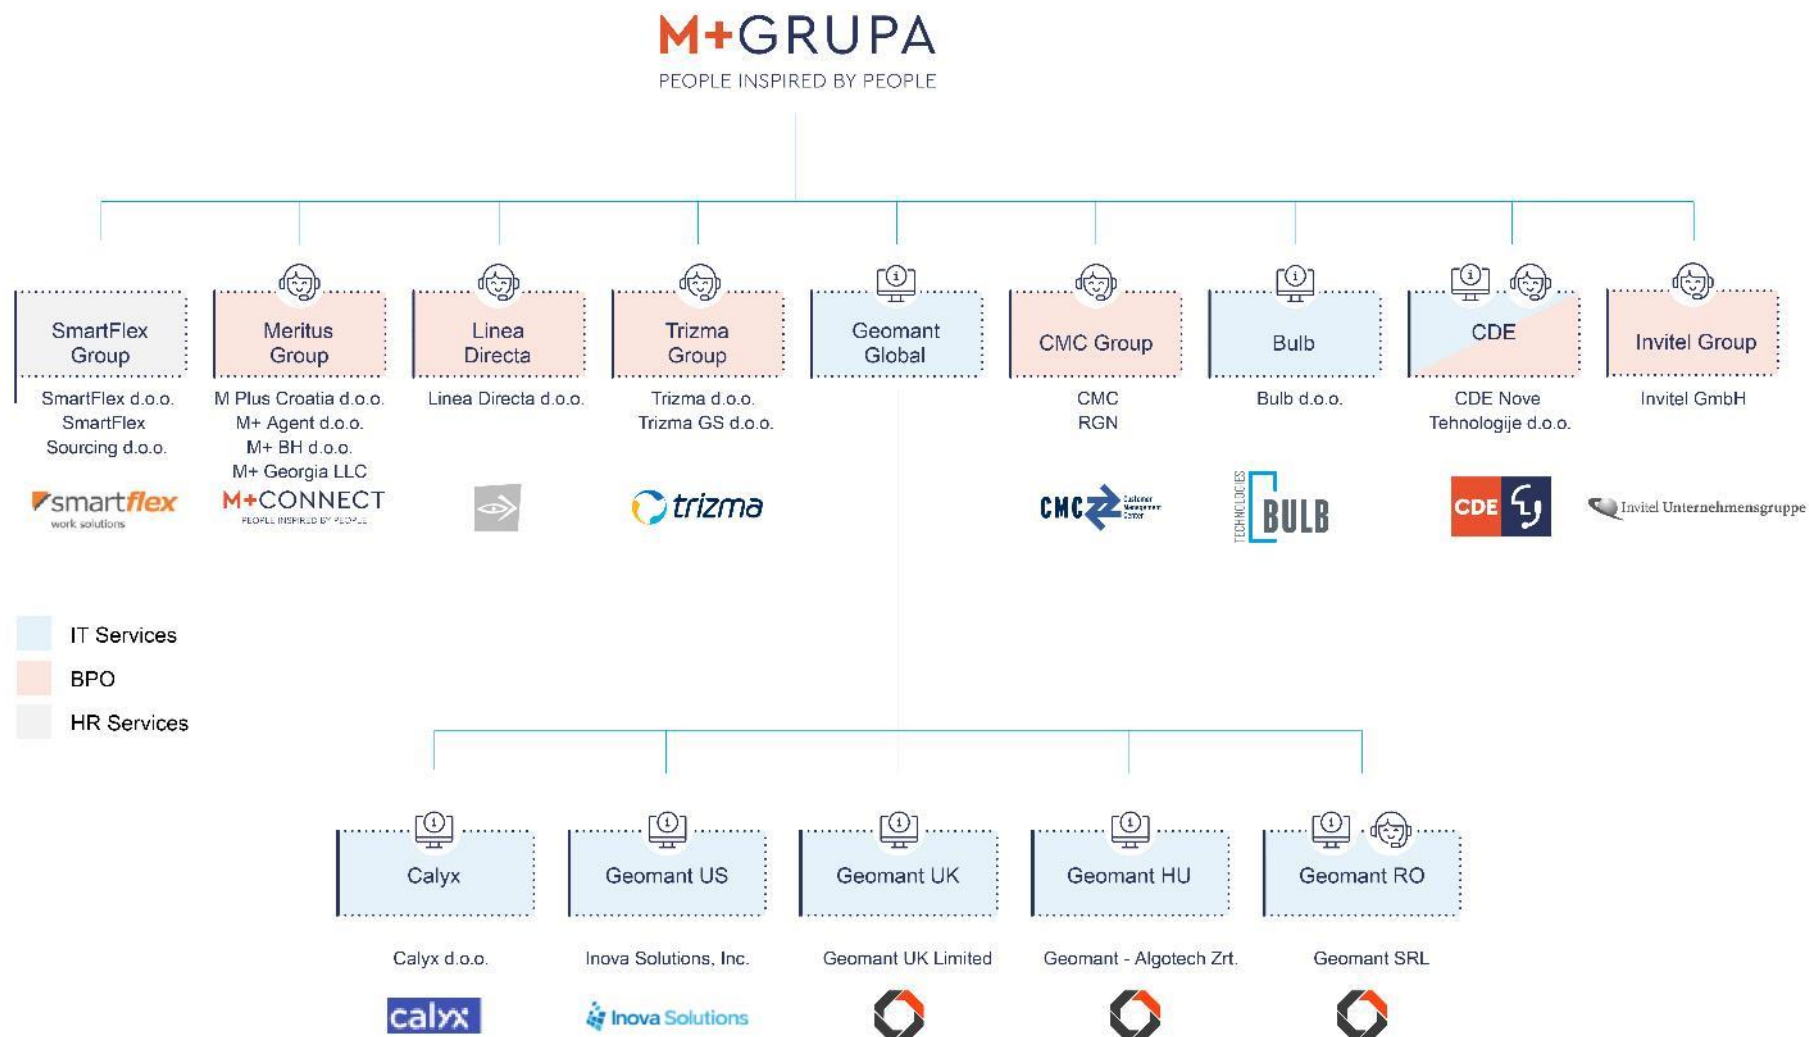 M+GRUPA
PEOPLE INSPIRED BY PEOPLE
SmartFlex
Group
SmartFlex d.o.o.
SmartFlex
Sourcing d.o.o.
smartflex
work solutions
Meritus
Group
M Plus Croatia d.o.o.
M+ Agent d.o.o.
M+ BH d.o.o.
M+ Georgia LLC
M+CONNECT
PEOPLE INSPIRED BY PEOPLE
Linea
Directa
Linea Directa d.o.o.
Trizma
Group
Trizma d.o.o.
Trizma GS d.o.o.
trizma
Geomant
Global
CMC Group
CMC
RGN
CMC
Customer
Management
Center
Bulb
Bulb d.o.o.
TECHNOLOGIES
BULB
CDE
CDE Nove
Tehnologije d.o.o.
CDE
Invitel Group
Invitel GmbH
Invitel Unternehmensgruppe
IT Services
BPO
HR Services
Calyx
Calyx d.o.o.
calyx
Geomant US
Inova Solutions, Inc.
Inova Solutions
Geomant UK
Geomant UK Limited
Geomant HU
Geomant - Algotech Zrt.
Geomant RO
Geomant SRL